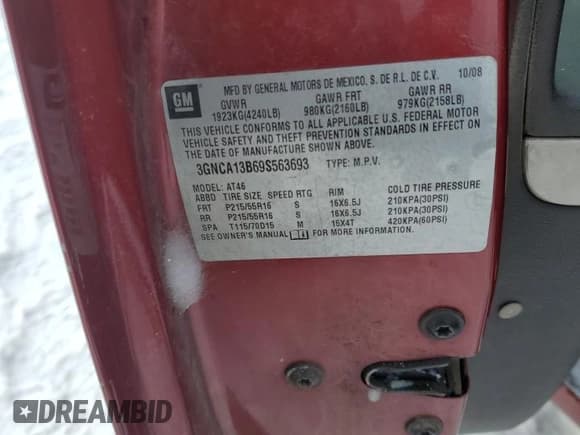 GM
MFD BY GENERAL MOTORS DE MEXICO, S. DE R.L. DE C.V. 10/08
GVWR GAWR FRT GAWR RR
1923KG(4240LB) 980KG(2160LB) 979KG(2158LB)
THIS VEHICLE CONFORMS TO ALL APPLICABLE U.S. FEDERAL MOTOR
VEHICLE SAFETY AND THEFT PREVENTION STANDARDS IN EFFECT ON
THE DATE OF MANUFACTURE SHOWN ABOVE.
3GNCA13B69S563693 TYPE: M.P.V.
MODEL: AT46
ABBD TIRE SIZE SPEED RTG RIM COLD TIRE PRESSURE
FRT P215/55R16 S 16X6.5J 210KPA(30PSI)
RR P215/55R16 S 16X6.5J 210KPA(30PSI)
SPA T115/70D15 M 15X4T 420KPA(60PSI)
SEE OWNER'S MANUAL FOR MORE INFORMATION.
DREAMBID